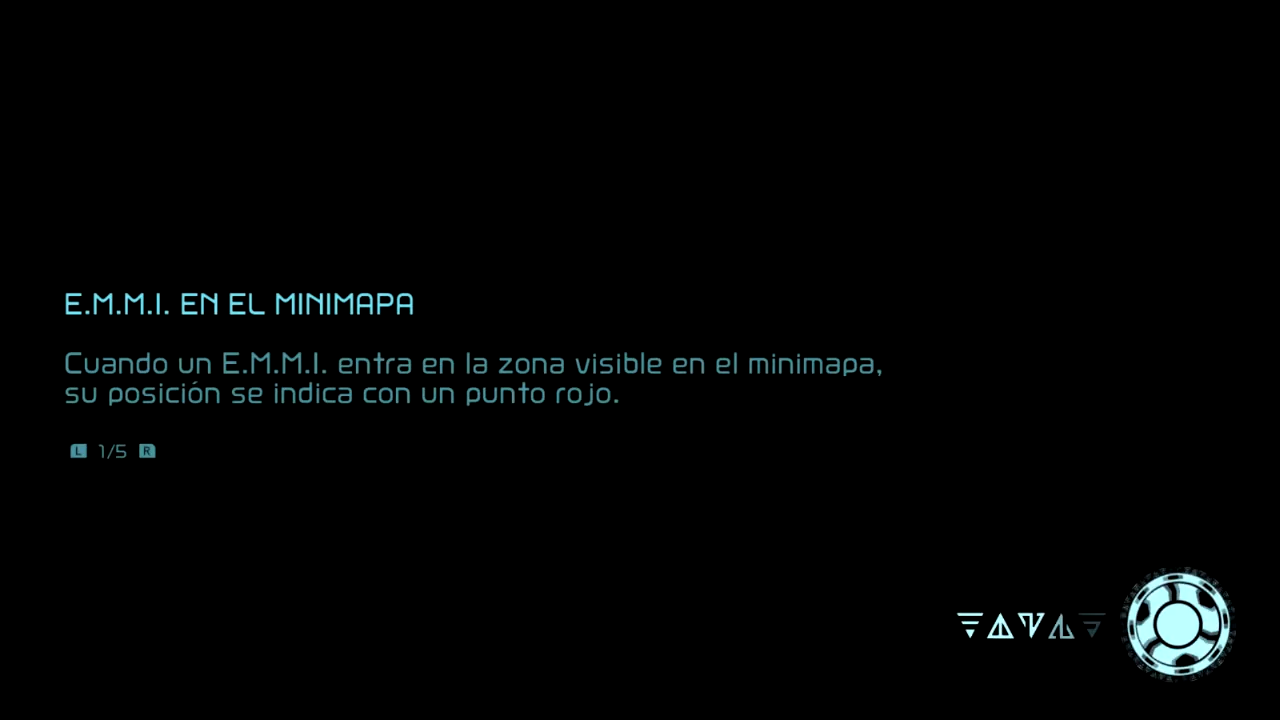 E.M.M.I. EN EL MINIMAPA
Cuando un E.M.M.I. entra en la zona visible en el minimapa,
su posición se indica con un punto rojo.
L 1/5 R